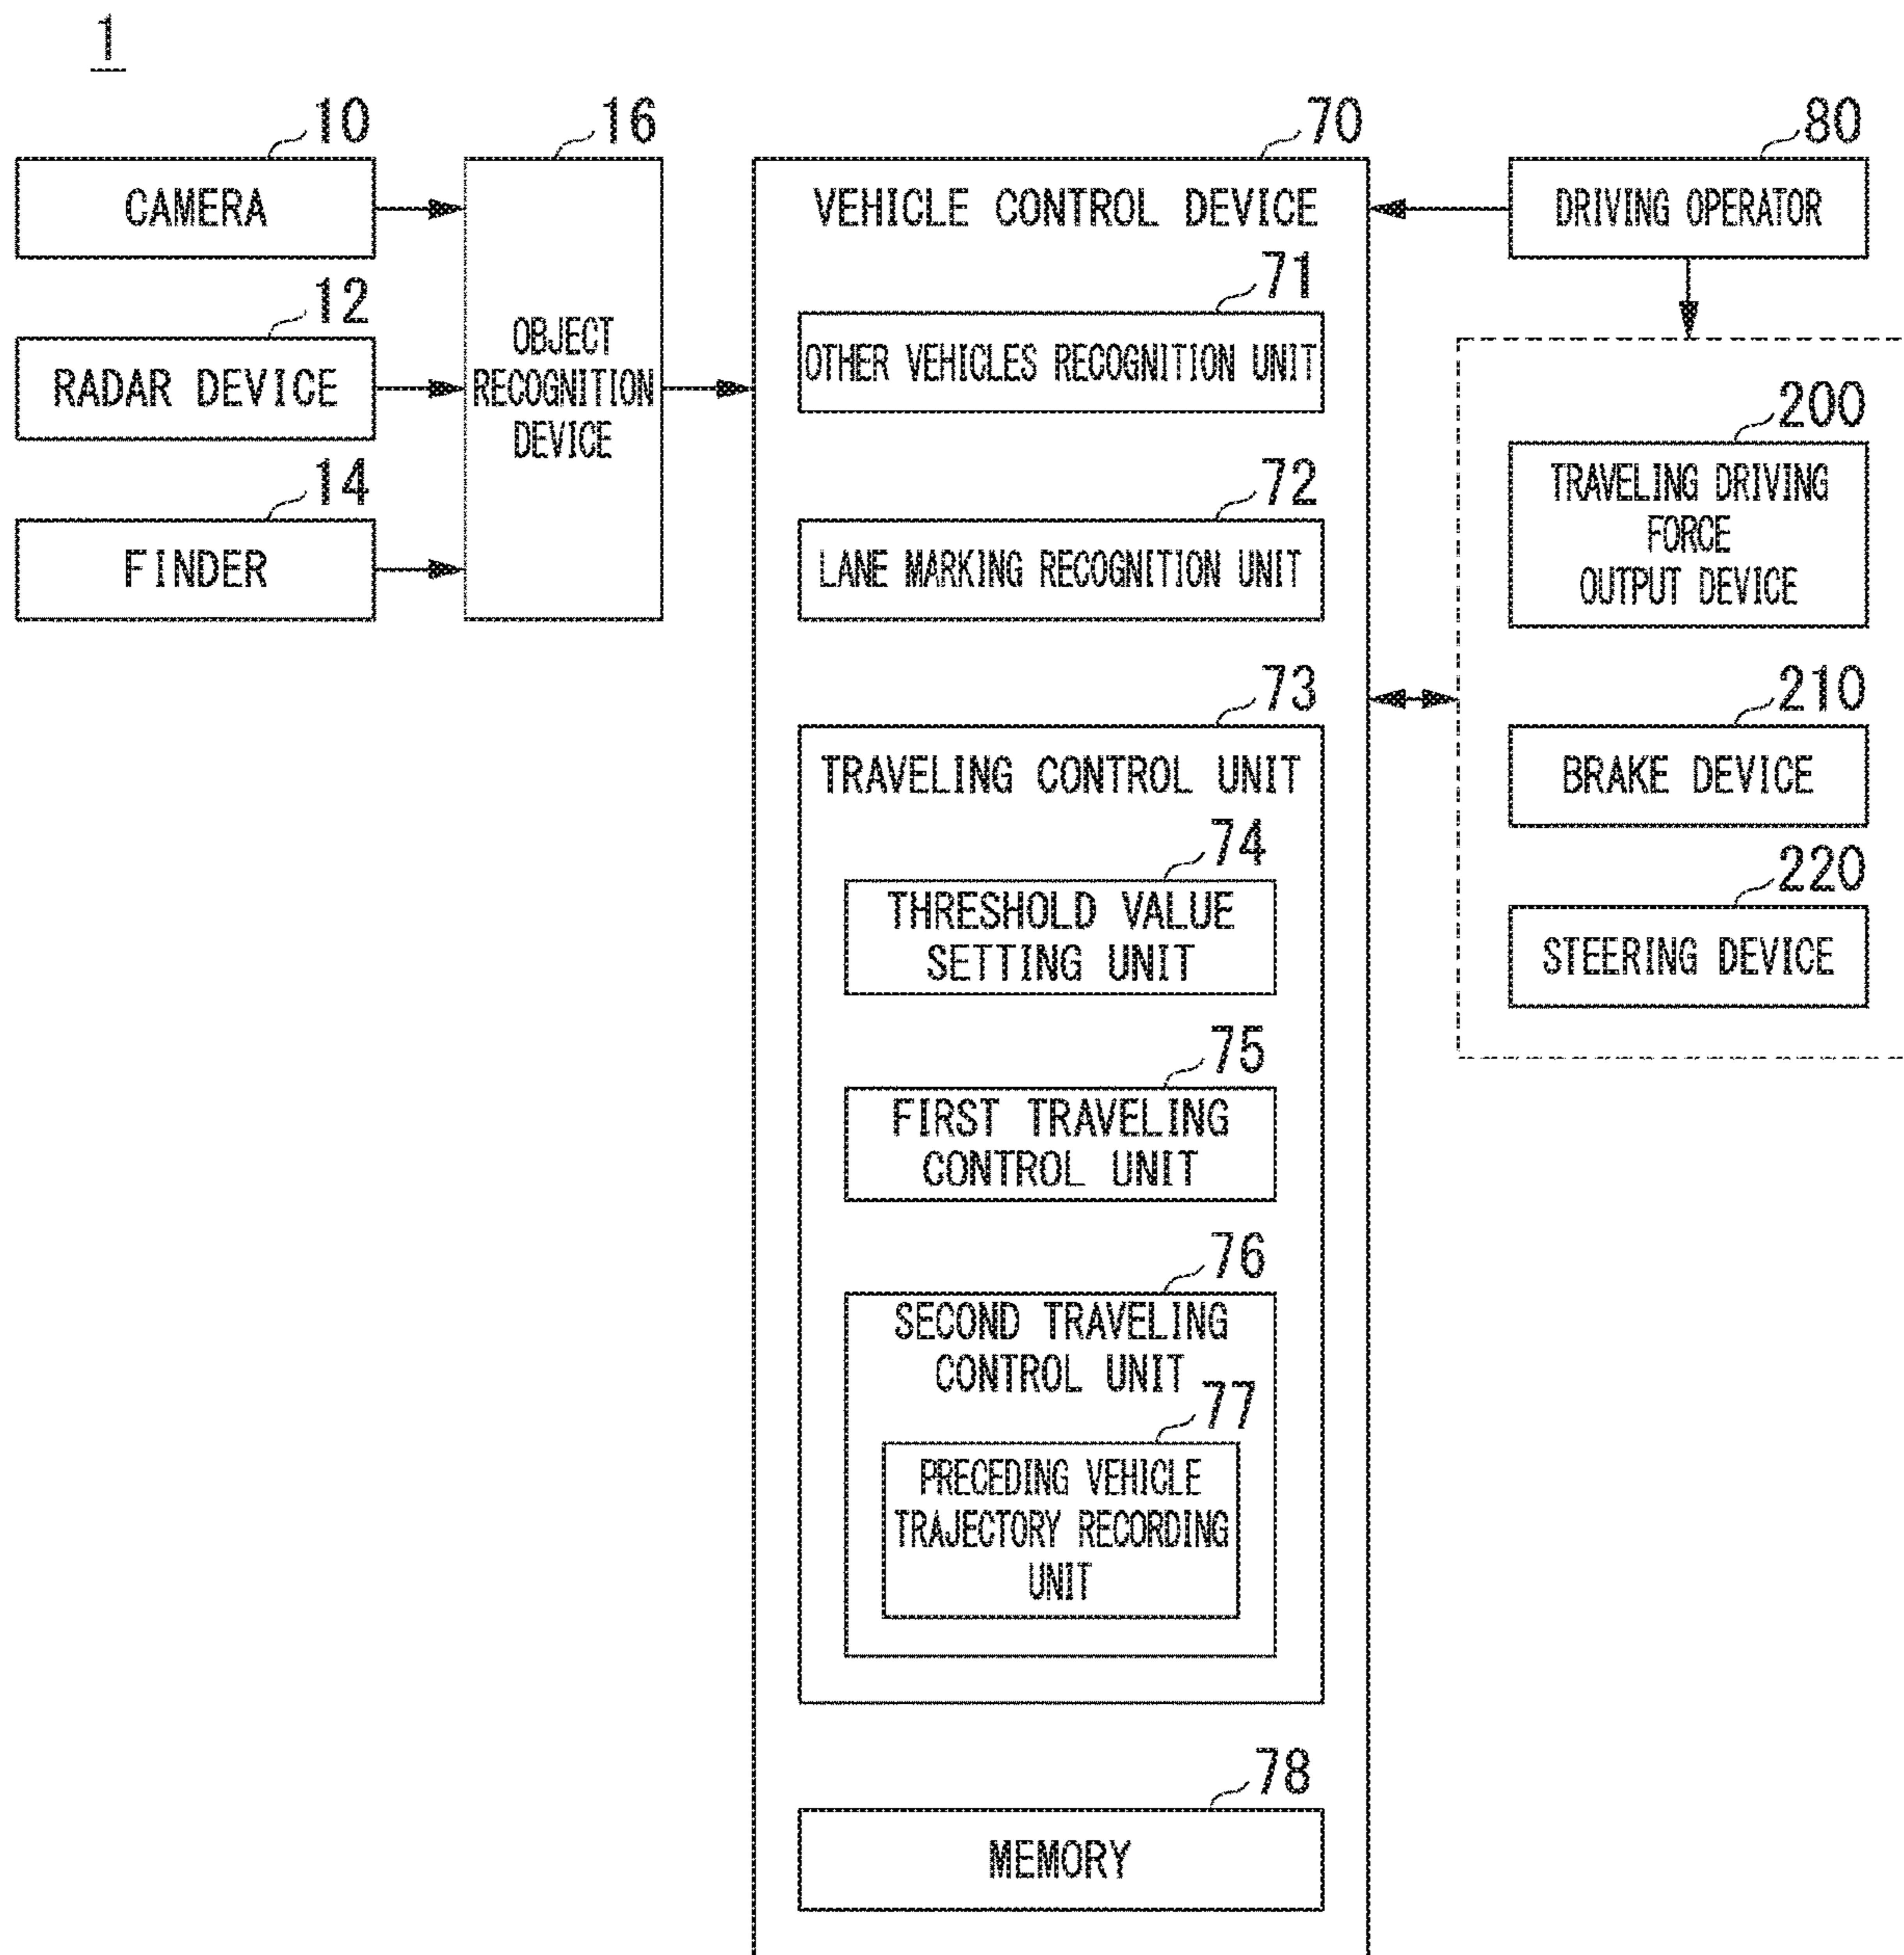 1
10
CAMERA
12
RADAR DEVICE
14
FINDER
16
OBJECT
RECOGNITION
DEVICE
70
VEHICLE CONTROL DEVICE
71
OTHER VEHICLES RECOGNITION UNIT
72
LANE MARKING RECOGNITION UNIT
73
TRAVELING CONTROL UNIT
74
THRESHOLD VALUE
SETTING UNIT
75
FIRST TRAVELING
CONTROL UNIT
76
SECOND TRAVELING
CONTROL UNIT
77
PRECEDING VEHICLE
TRAJECTORY RECORDING
UNIT
78
MEMORY
80
DRIVING OPERATOR
200
TRAVELING DRIVING
FORCE
OUTPUT DEVICE
210
BRAKE DEVICE
220
STEERING DEVICE